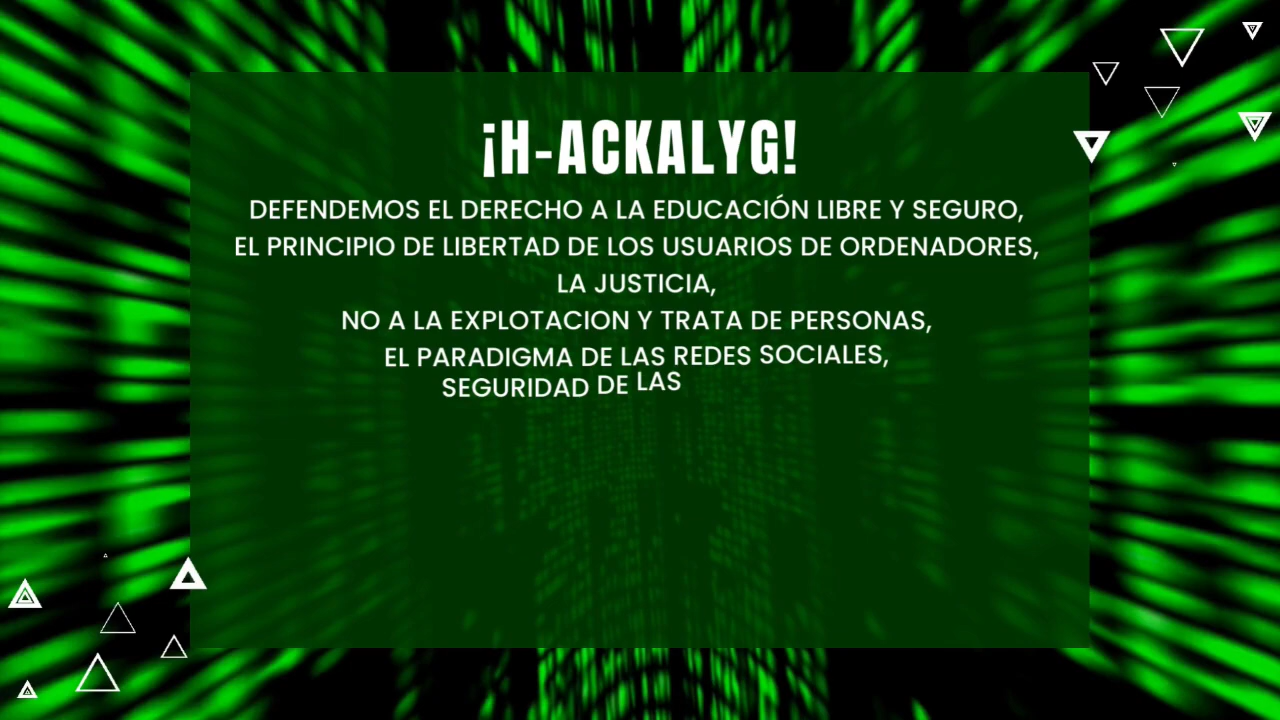 ¡H-ACKALYG!
DEFENDEMOS EL DERECHO A LA EDUCACIÓN LIBRE Y SEGURO,
EL PRINCIPIO DE LIBERTAD DE LOS USUARIOS DE ORDENADORES,
LA JUSTICIA,
NO A LA EXPLOTACION Y TRATA DE PERSONAS,
EL PARADIGMA DE LAS REDES SOCIALES,
SEGURIDAD DE LAS